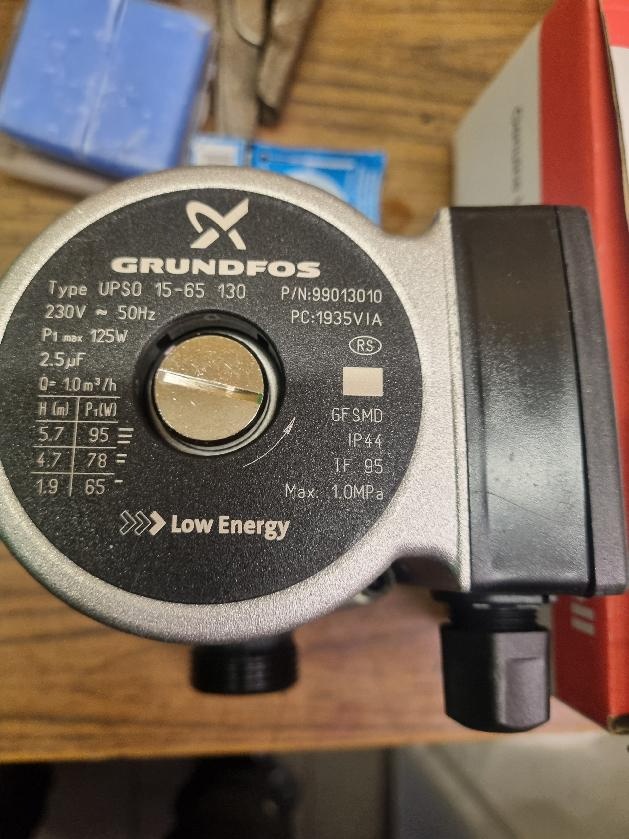 GRUNDFOS
Type UPSO 15-65 130 P/N:99013010
230V ~ 50Hz PC:1935VIA
P1 max 125W
RS
2.5µF
Q= 1.0m³/h
H (m) P1(W)
GFSMD
5.7 95
IP44
4.7 78
TF 95
1.9 65
Max. 1.0MPa
Low Energy